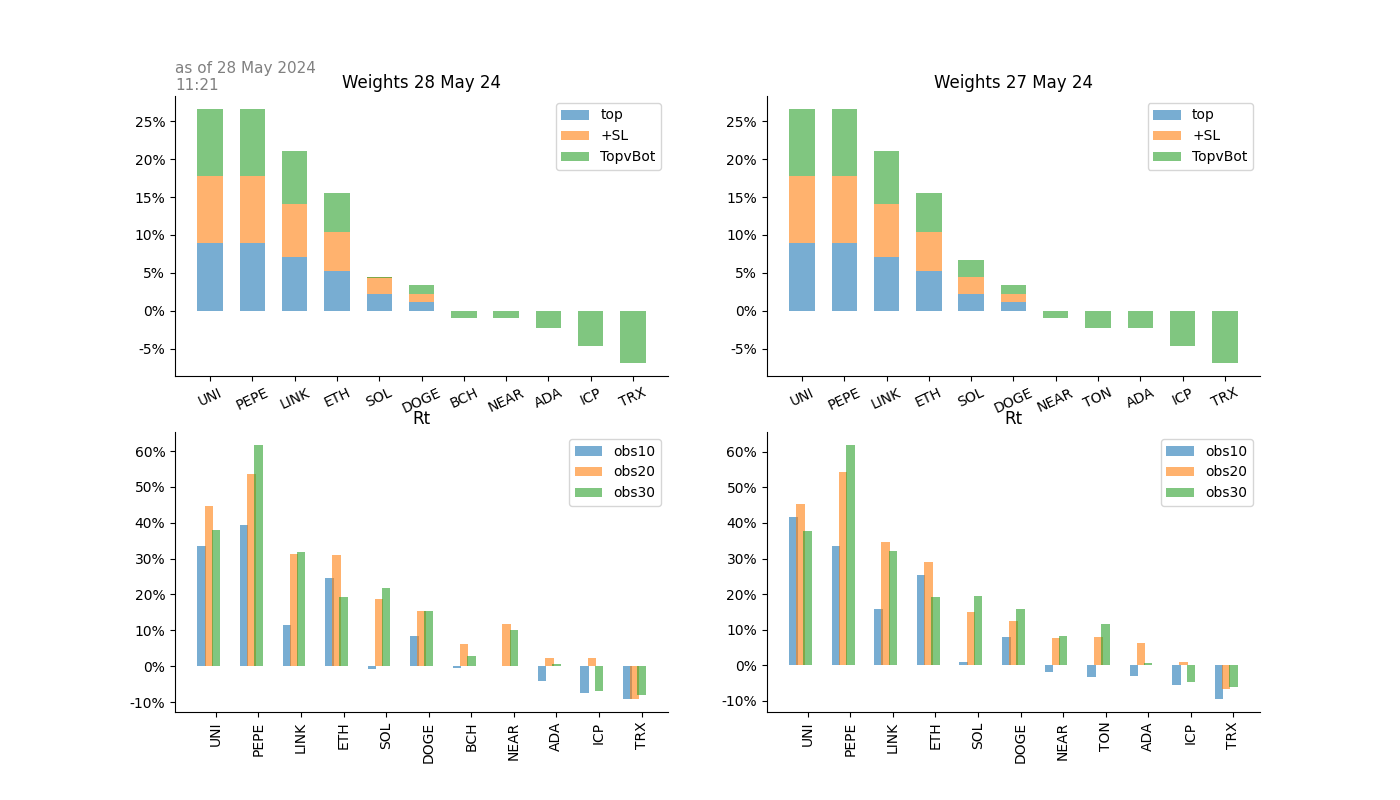 as of 28 May 2024
11:21
Weights 28 May 24
25%
20%
15%
10%
5%
0%
-5%
top
+SL
TopvBot
UNI PEPE LINK ETH SOL DOGE BCH NEAR ADA ICP TRX
Weights 27 May 24
25%
20%
15%
10%
5%
0%
-5%
top
+SL
TopvBot
UNI PEPE LINK ETH SOL DOGE NEAR TON ADA ICP TRX
Rt
60%
50%
40%
30%
20%
10%
0%
-10%
obs10
obs20
obs30
UNI PEPE LINK ETH SOL DOGE BCH NEAR ADA ICP TRX
Rt
60%
50%
40%
30%
20%
10%
0%
-10%
obs10
obs20
obs30
UNI PEPE LINK ETH SOL DOGE NEAR TON ADA ICP TRX